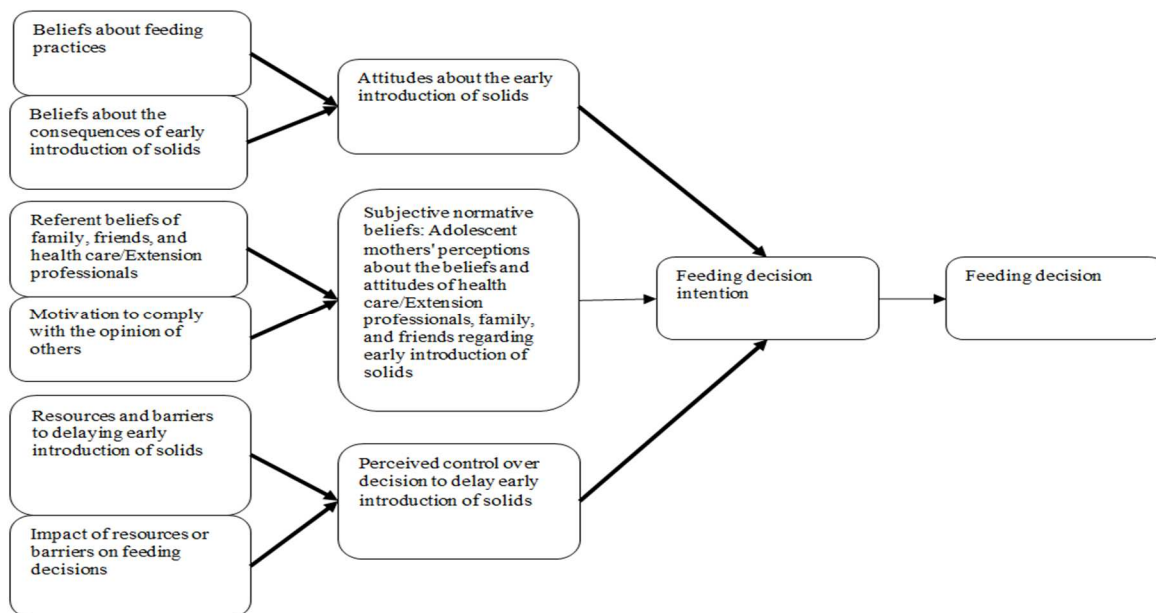 Beliefs about feeding
practices
Beliefs about the
consequences of early
introduction of solids
Attitudes about the early
introduction of solids
Referent beliefs of
family, friends, and
health care/Extension
professionals
Motivation to comply
with the opinion of
others
Subjective normative
beliefs: Adolescent
mothers' perceptions
about the beliefs and
attitudes of health
care/Extension
professionals, family,
and friends regarding
early introduction of
solids
Resources and barriers
to delaying early
introduction of solids
Impact of resources or
barriers on feeding
decisions
Perceived control over
decision to delay early
introduction of solids
Feeding decision
intention
Feeding decision